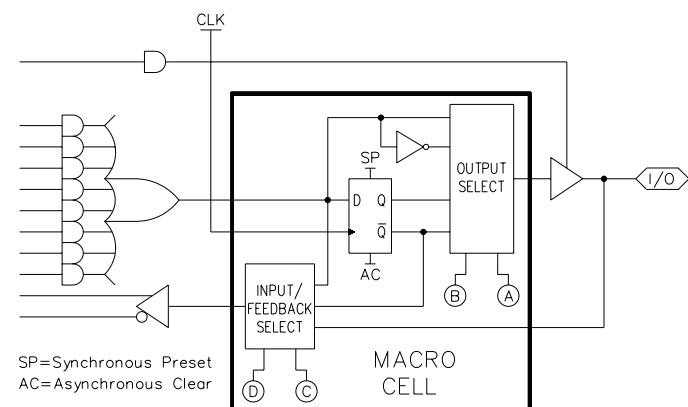 CLK
SP
OUTPUT
SELECT
I/O
D Q
Q̅
AC
B A
INPUT/
FEEDBACK
SELECT
D C
MACRO
CELL
SP=Synchronous Preset
AC=Asynchronous Clear